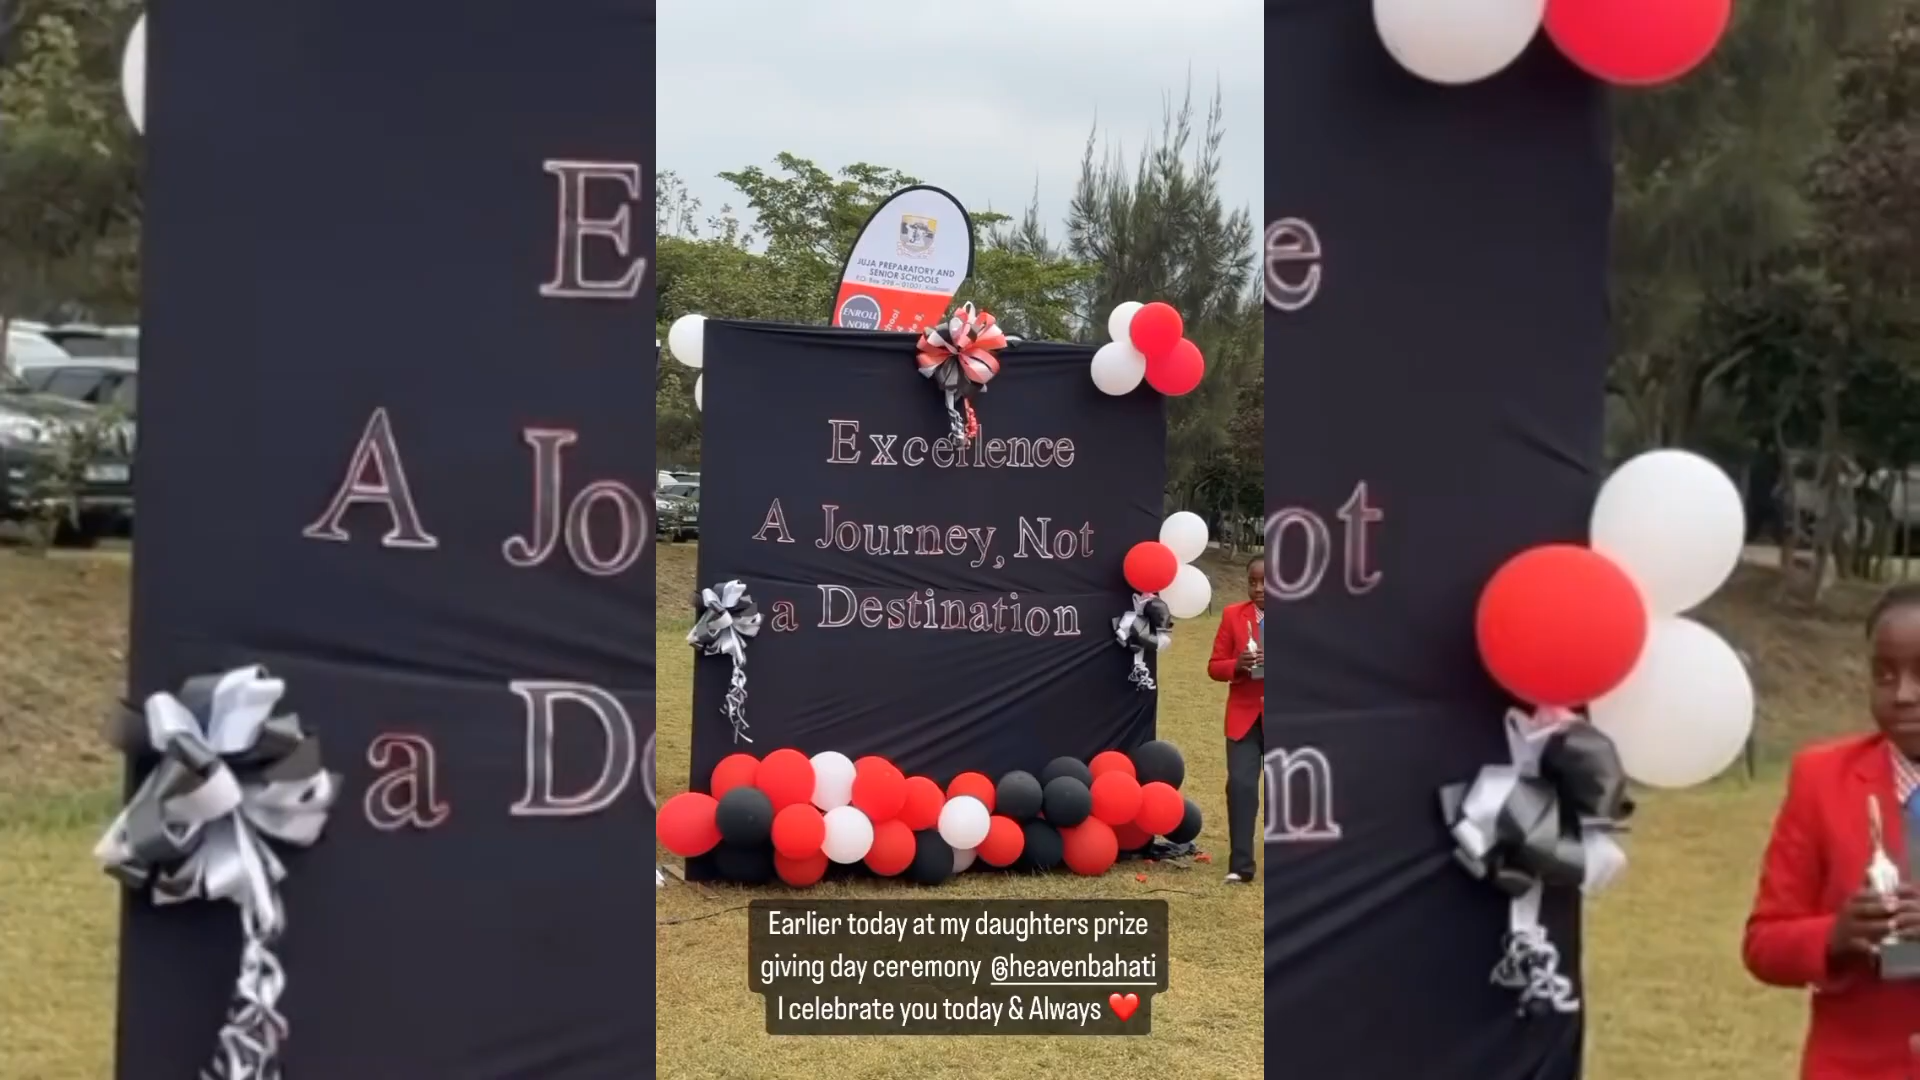 JUJA PREPARATORY AND
SENIOR SCHOOLS
ENROLL
NOW
Excellence
A Journey, Not
a Destination
Earlier today at my daughters prize
giving day ceremony @heavenbahati
I celebrate you today & Always ❤️